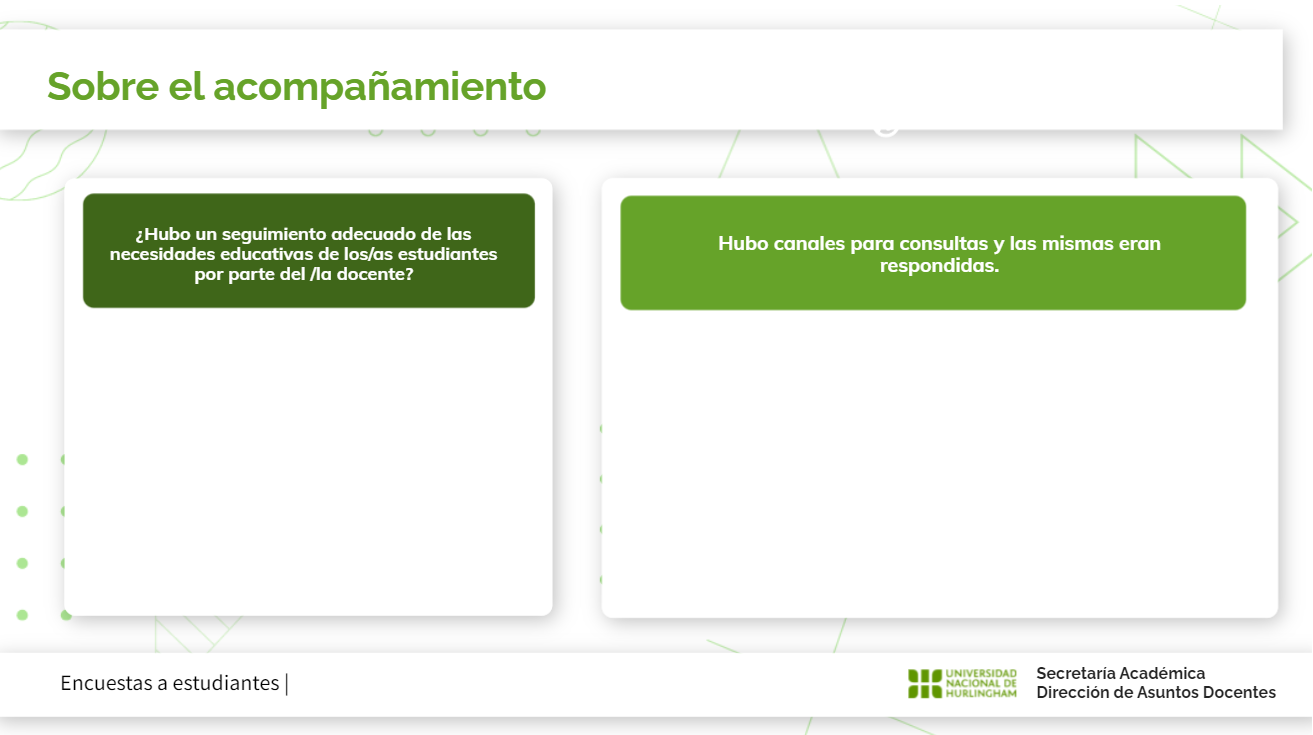 Sobre el acompañamiento
¿Hubo un seguimiento adecuado de las
necesidades educativas de los/as estudiantes
por parte del /la docente?
Hubo canales para consultas y las mismas eran
respondidas.
Encuestas a estudiantes |
UNIVERSIDAD
NACIONAL DE
HURLINGHAM
Secretaría Académica
Dirección de Asuntos Docentes